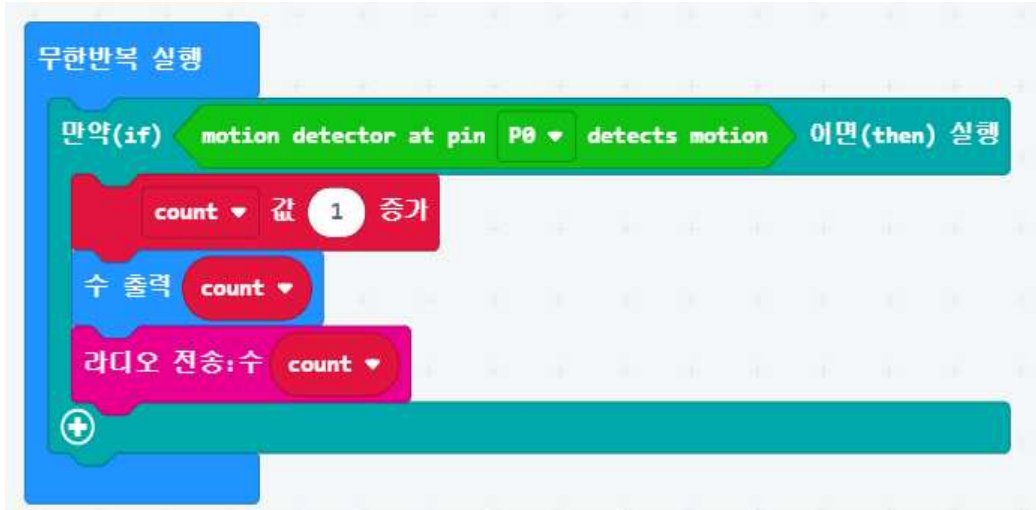 무한반복 실행
만약(if) motion detector at pin P0 detects motion 이면(then) 실행
count 값 1 증가
수 출력 count
라디오 전송:수 count